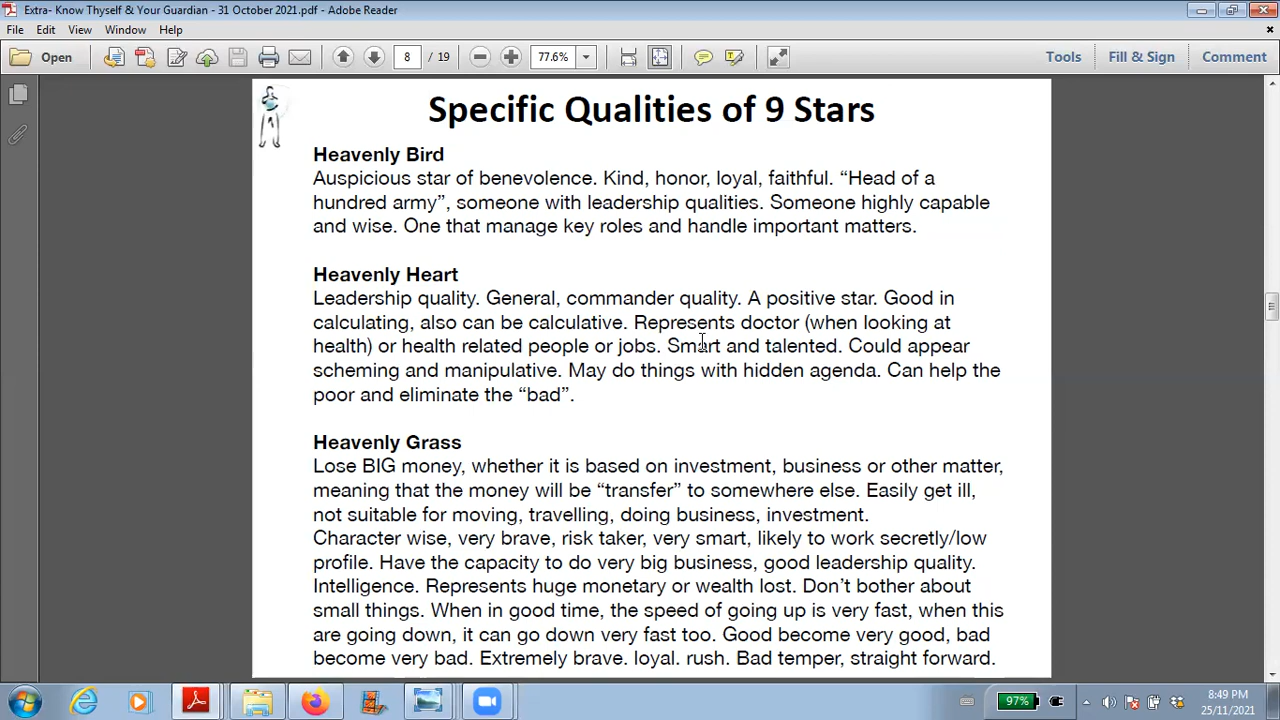 Extra- Know Thyself & Your Guardian - 31 October 2021.pdf - Adobe Reader
File Edit View Window Help
Open 8 / 19 77.6% Tools Fill & Sign Comment
Specific Qualities of 9 Stars
Heavenly Bird
Auspicious star of benevolence. Kind, honor, loyal, faithful. “Head of a
hundred army”, someone with leadership qualities. Someone highly capable
and wise. One that manage key roles and handle important matters.
Heavenly Heart
Leadership quality. General, commander quality. A positive star. Good in
calculating, also can be calculative. Represents doctor (when looking at
health) or health related people or jobs. Smart and talented. Could appear
scheming and manipulative. May do things with hidden agenda. Can help the
poor and eliminate the “bad”.
Heavenly Grass
Lose BIG money, whether it is based on investment, business or other matter,
meaning that the money will be “transfer” to somewhere else. Easily get ill,
not suitable for moving, travelling, doing business, investment.
Character wise, very brave, risk taker, very smart, likely to work secretly/low
profile. Have the capacity to do very big business, good leadership quality.
Intelligence. Represents huge monetary or wealth lost. Don’t bother about
small things. When in good time, the speed of going up is very fast, when this
are going down, it can go down very fast too. Good become very good, bad
become very bad. Extremely brave. loyal. rush. Bad temper, straight forward.
97% 8:49 PM
25/11/2021